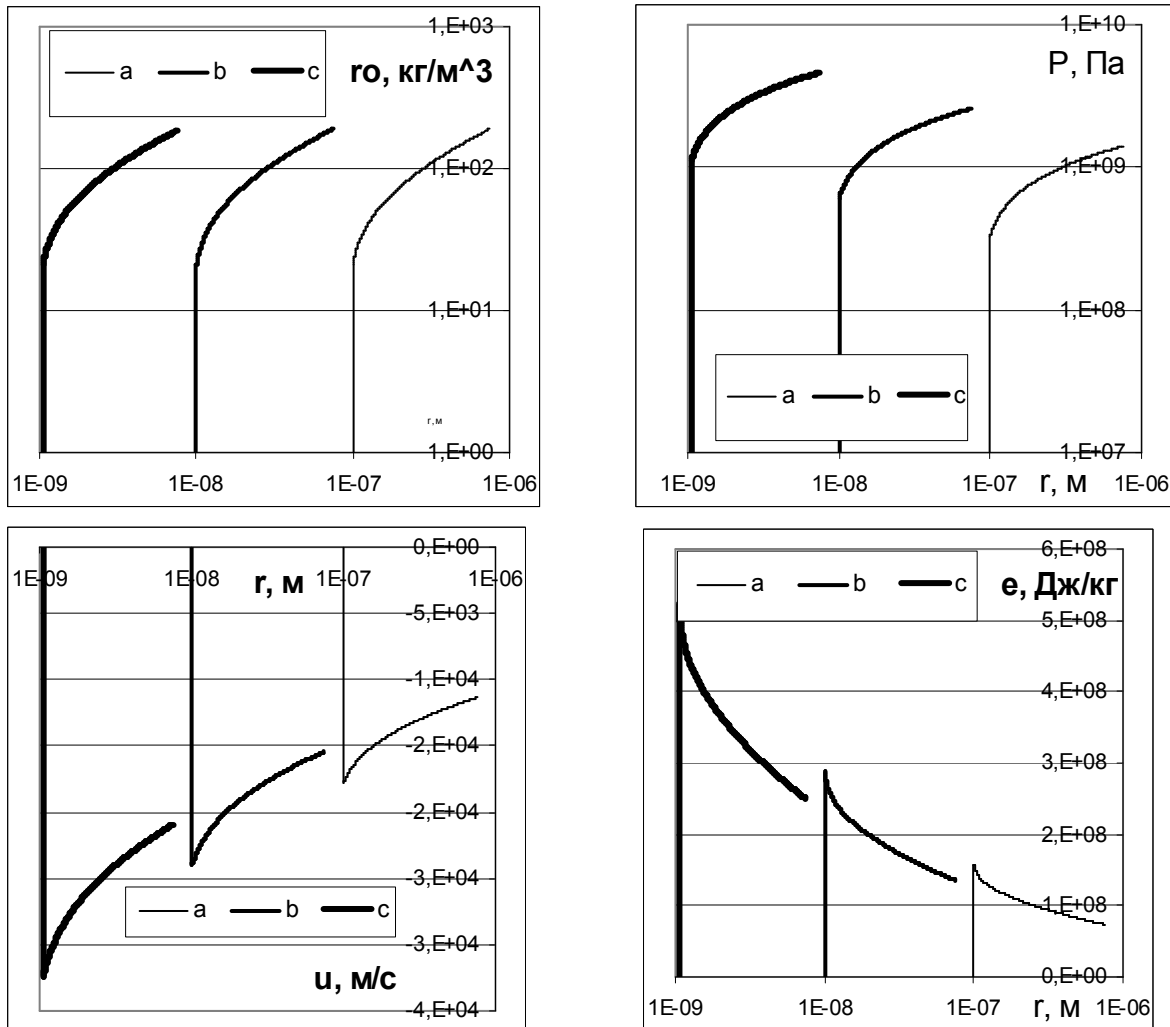 1,E+03
a b c
ro, кг/м^3
1,E+02
1,E+01
r,м
1,E+00
1E-09 1E-08 1E-07 1E-06
1,E+10
P, Па
1,E+09
1,E+08
a b c
1,E+07
1E-09 1E-08 1E-07 r, м 1E-06
0,E+00
1E-09 1E-08 1E-07 1E-06
r, м
-5,E+03
-1,E+04
-2,E+04
-2,E+04
-3,E+04
a b c
-3,E+04
u, м/с
-4,E+04
6,E+08
a b c
e, Дж/кг
5,E+08
4,E+08
3,E+08
2,E+08
1,E+08
0,E+00
1E-09 1E-08 1E-07 1E-06
r, м